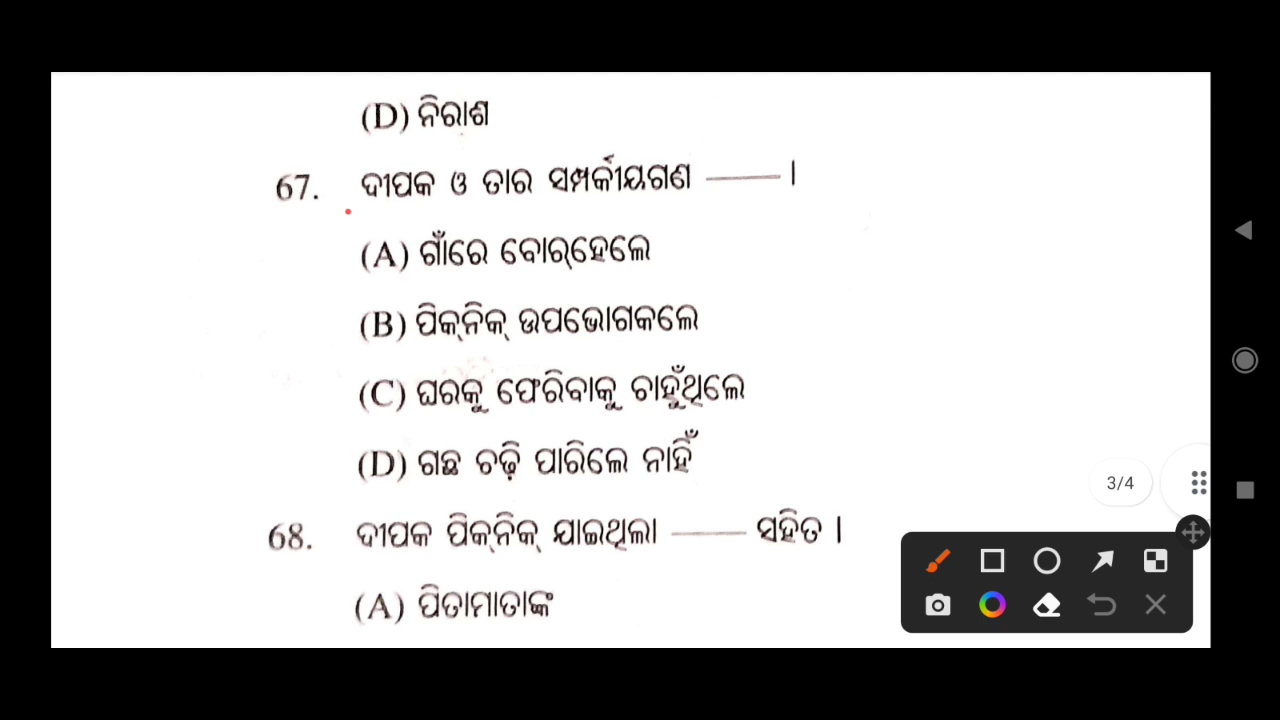 (D) ନିରାଶ
67. ଦୀପକ ଓ ତାର ସମ୍ପର୍କୀୟଗଣ —— ।
(A) ଗାଁରେ ବୋର୍‌ହେଲେ
(B) ପିକ୍‌ନିକ୍ ଉପଭୋଗକଲେ
(C) ଘରକୁ ଫେରିବାକୁ ଚାହୁଁଥିଲେ
(D) ଗଛ ଚଢ଼ି ପାରିଲେ ନାହିଁ
3/4
68. ଦୀପକ ପିକ୍‌ନିକ୍ ଯାଇଥିଲା —— ସହିତ ।
(A) ପିତାମାତାଙ୍କ